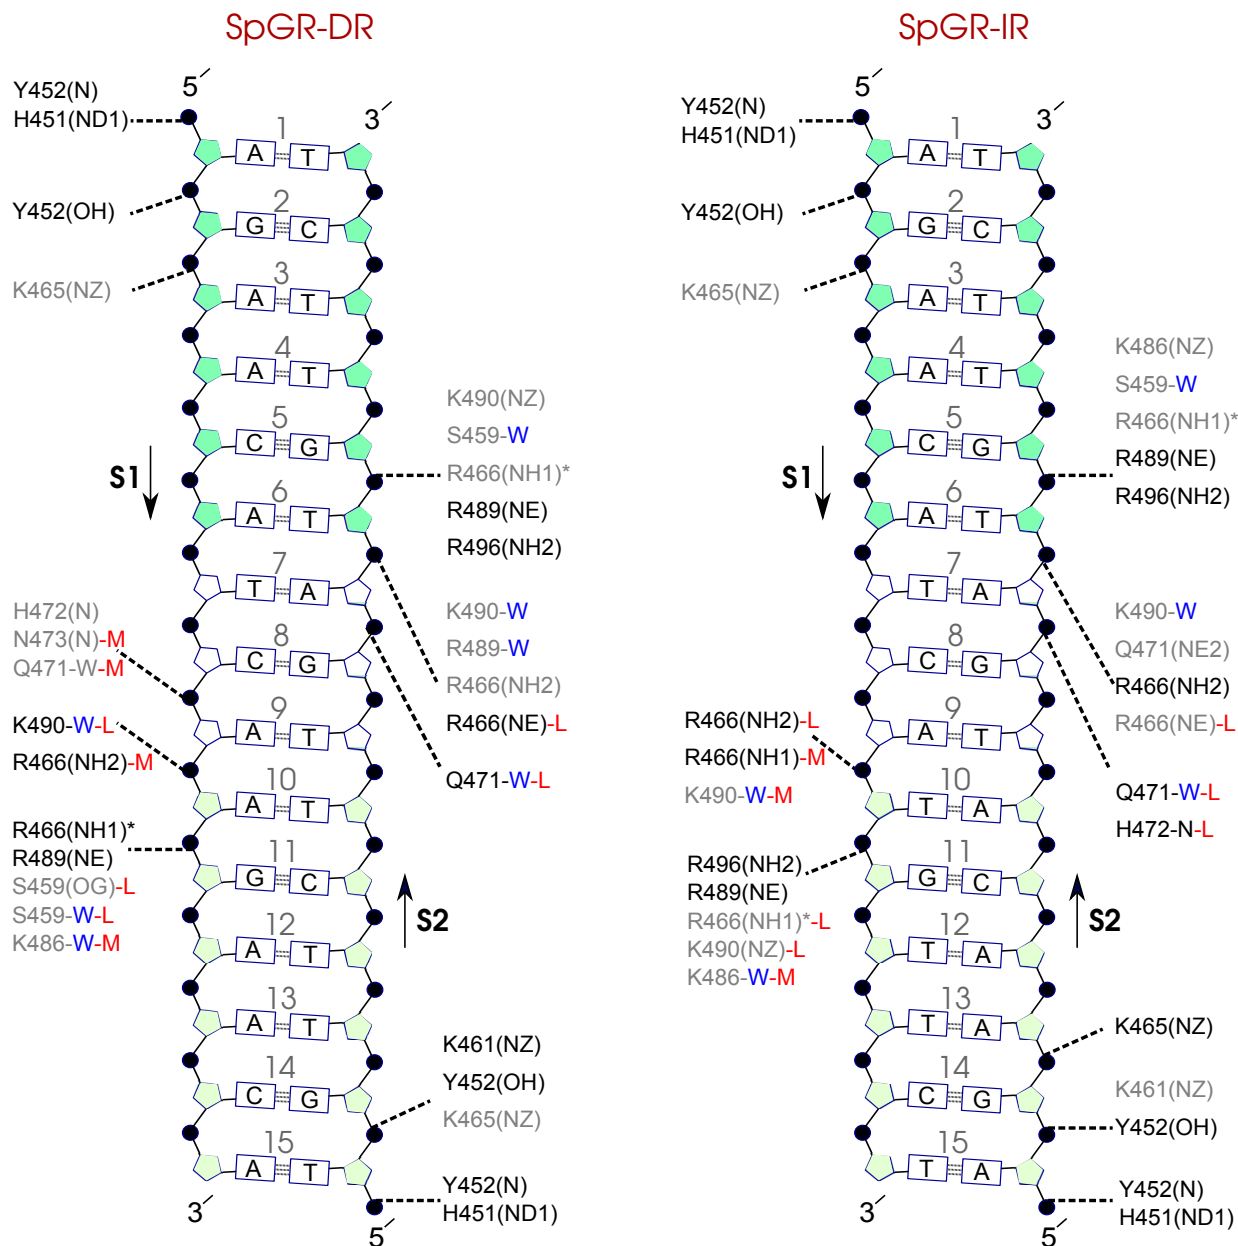 SpGR-DR
5´
Y452(N)
H451(ND1)
3´
1
A T
Y452(OH)
2
G C
K465(NZ)
3
A T
4
A T
K490(NZ)
S459-W
5
C G
R466(NH1)*
R489(NE)
R496(NH2)
S1
6
A T
7
T A
H472(N)
N473(N)-M
Q471-W-M
K490-W
R489-W
R466(NH2)
R466(NE)-L
8
C G
K490-W-L
R466(NH2)-M
9
A T
Q471-W-L
10
A T
R466(NH1)*
R489(NE)
S459(OG)-L
S459-W-L
K486-W-M
11
G C
S2
12
A T
13
A T
K461(NZ)
Y452(OH)
K465(NZ)
14
C G
15
A T
Y452(N)
H451(ND1)
3´
5´
SpGR-IR
5´
Y452(N)
H451(ND1)
3´
1
A T
Y452(OH)
2
G C
K465(NZ)
3
A T
4
A T
K486(NZ)
S459-W
R466(NH1)*
R489(NE)
R496(NH2)
5
C G
S1
6
A T
7
T A
K490-W
Q471(NE2)
R466(NH2)
R466(NE)-L
8
C G
R466(NH2)-L
R466(NH1)-M
K490-W-M
9
A T
Q471-W-L
H472-N-L
10
T A
R496(NH2)
R489(NE)
R466(NH1)*-L
K490(NZ)-L
K486-W-M
11
G C
S2
12
T A
13
T A
K465(NZ)
14
C G
K461(NZ)
Y452(OH)
15
T A
Y452(N)
H451(ND1)
3´
5´